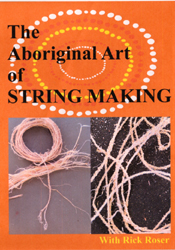 The
Aboriginal Art
of
STRING MAKING
With Rick Roser